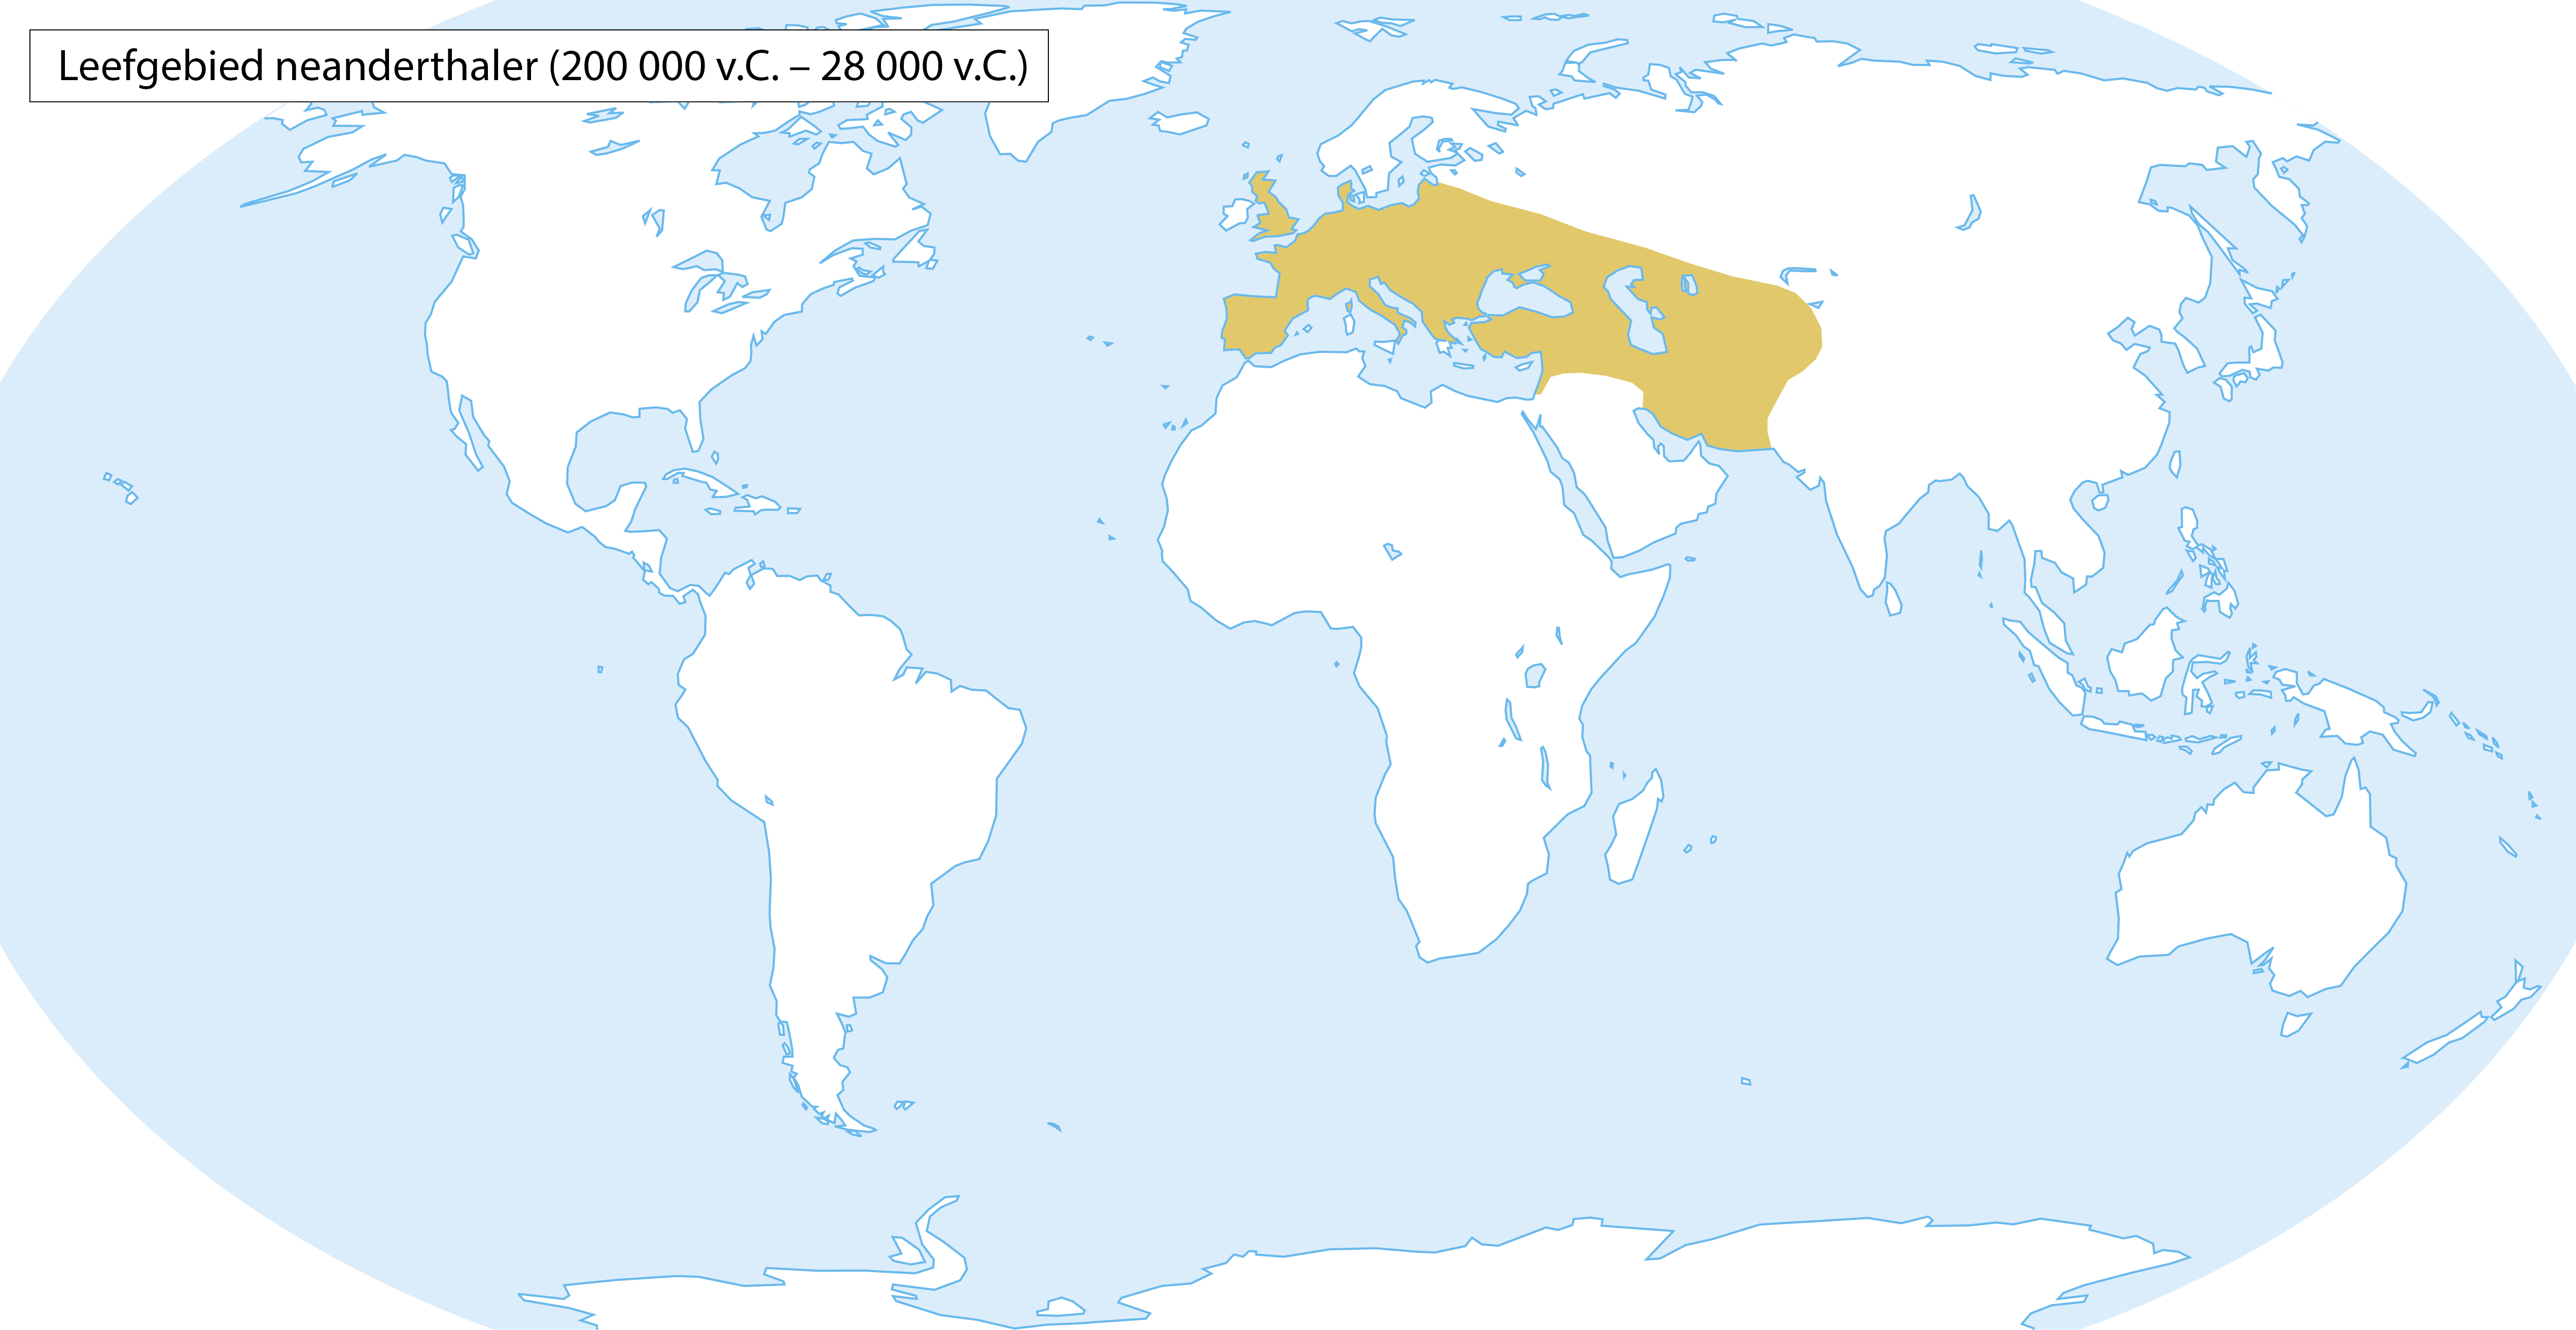 Leefgebied neanderthaler (200 000 v.C. – 28 000 v.C.)